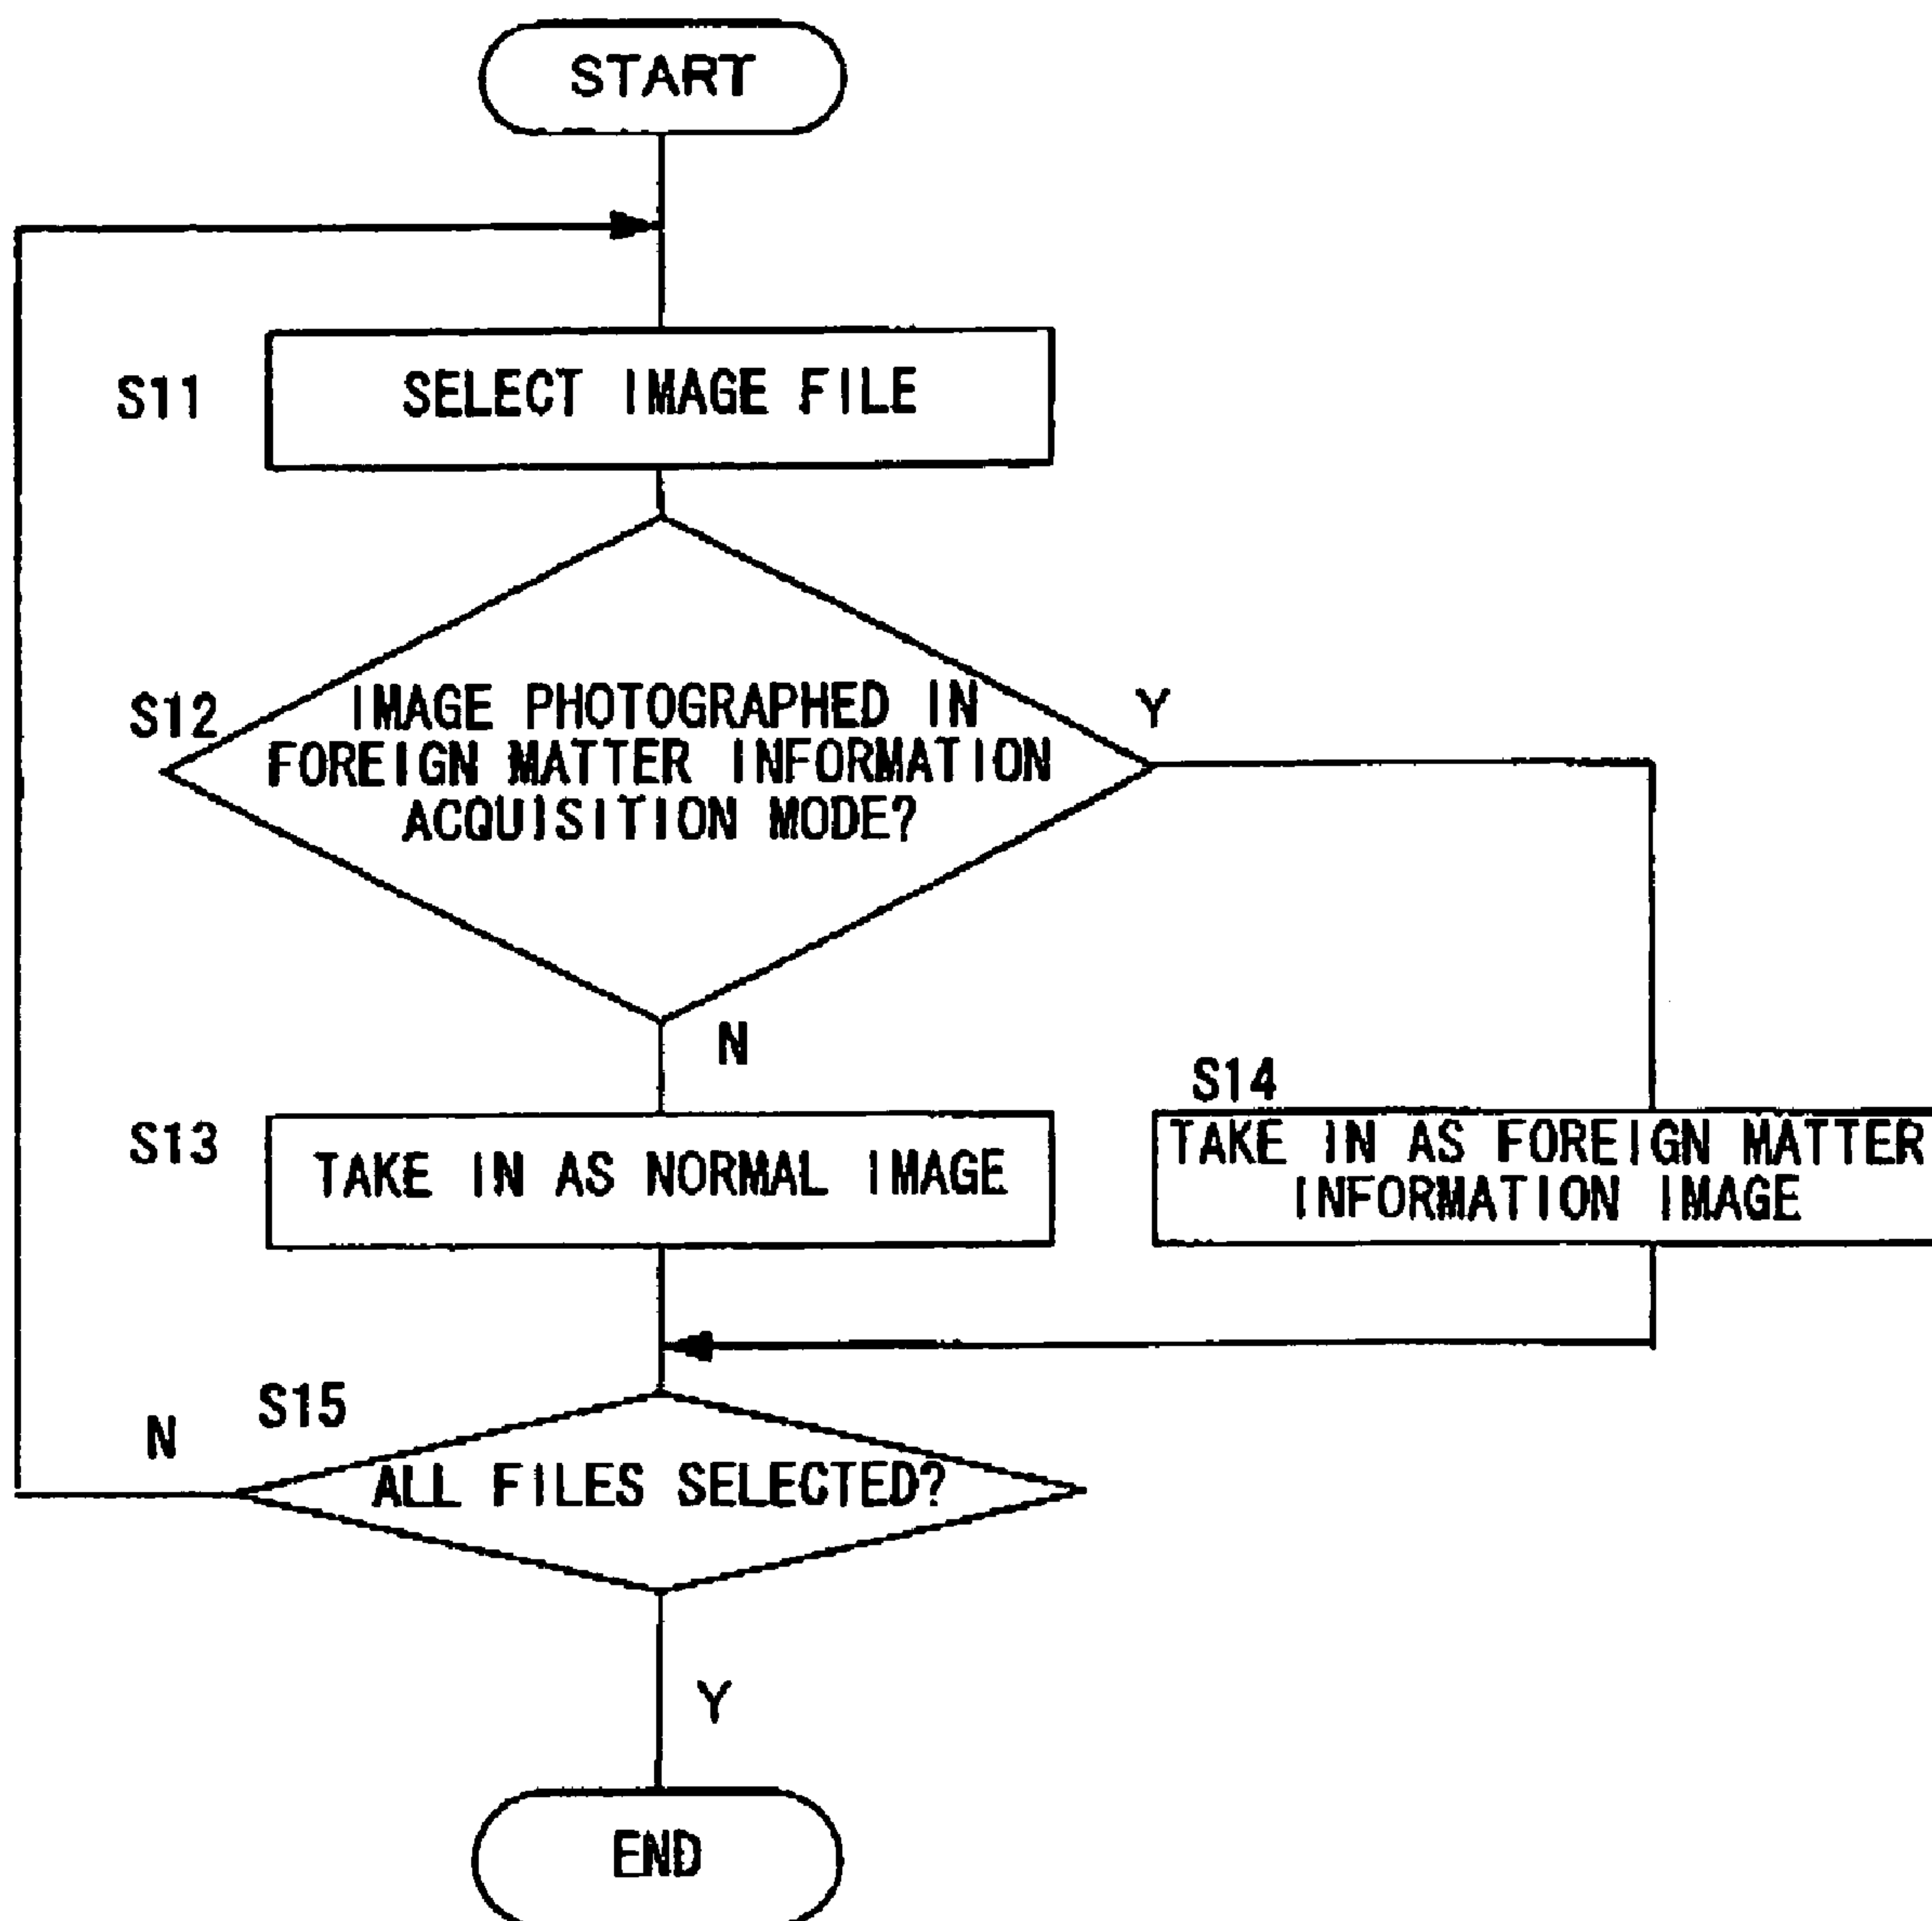 START
S11
SELECT IMAGE FILE
S12
IMAGE PHOTOGRAPHED IN
FOREIGN MATTER INFORMATION
ACQUISITION MODE?
Y
N
S13
TAKE IN AS NORMAL IMAGE
S14
TAKE IN AS FOREIGN MATTER
INFORMATION IMAGE
S15
N
ALL FILES SELECTED?
Y
END